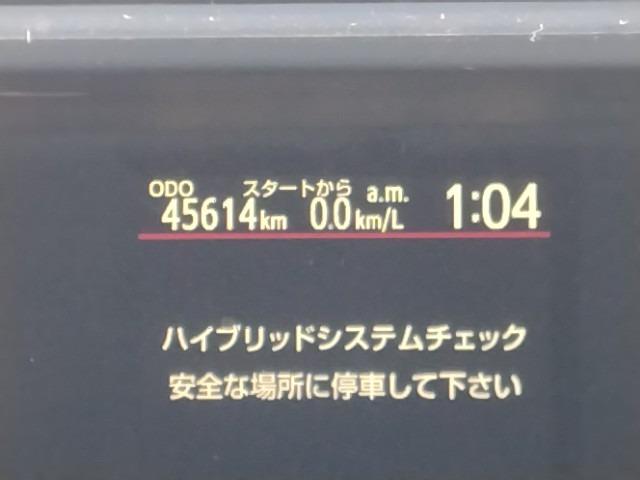 ODO スタートから a.m.
45614km 0.0km/L 1:04
ハイブリッドシステムチェック
安全な場所に停車して下さい